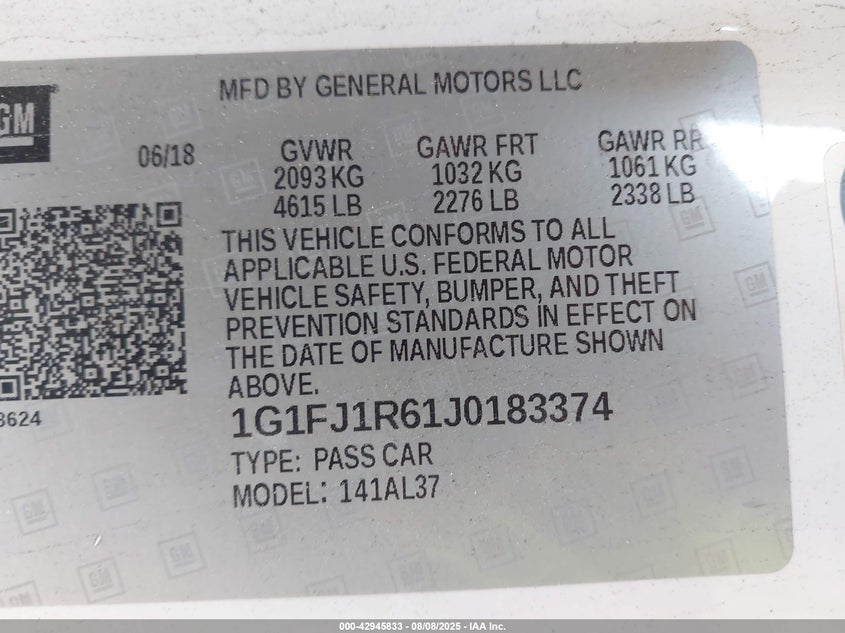 MFD BY GENERAL MOTORS LLC
GM
06/18
GVWR
2093 KG
4615 LB
GAWR FRT
1032 KG
2276 LB
GAWR RR
1061 KG
2338 LB
THIS VEHICLE CONFORMS TO ALL
APPLICABLE U.S. FEDERAL MOTOR
VEHICLE SAFETY, BUMPER, AND THEFT
PREVENTION STANDARDS IN EFFECT ON
THE DATE OF MANUFACTURE SHOWN
ABOVE.
3624
1G1FJ1R61J0183374
TYPE: PASS CAR
MODEL: 141AL37
000-42945833 - 08/08/2025 - IAA Inc.